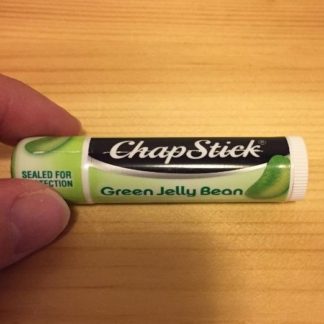 ChapStick®
SEALED FOR
Green Jelly Bean